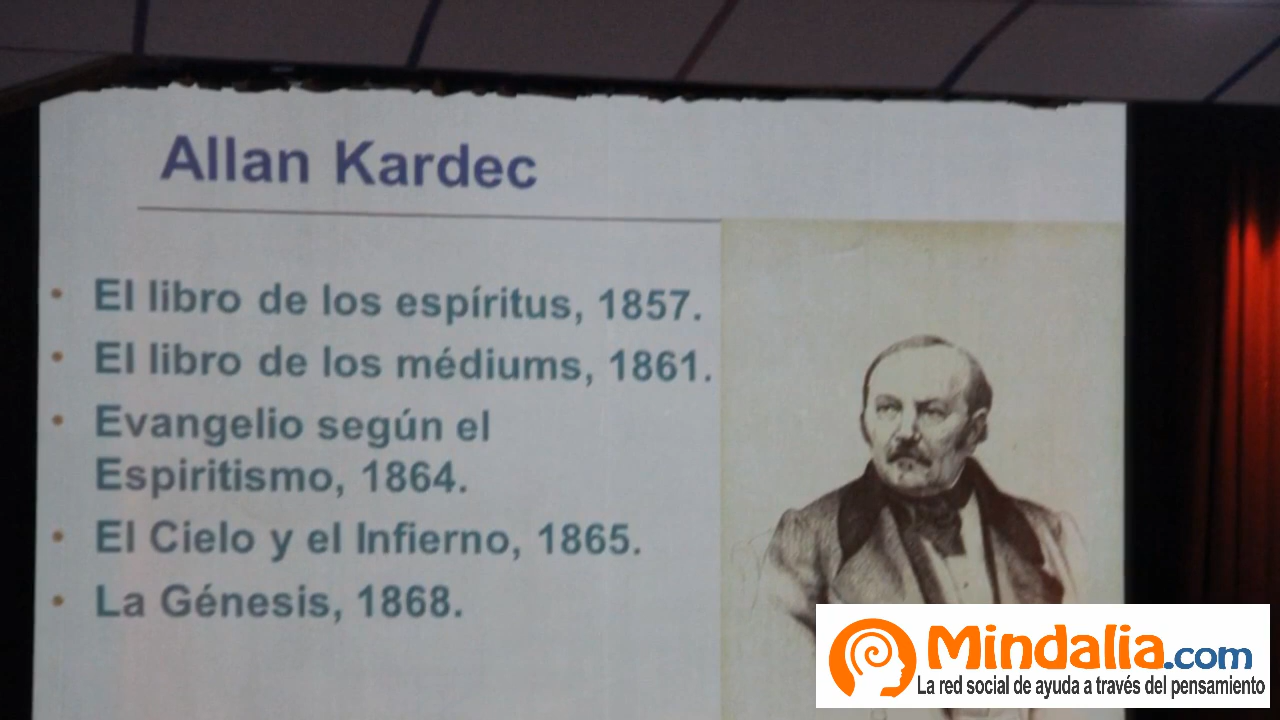 Allan Kardec
• El libro de los espíritus, 1857.
• El libro de los médiums, 1861.
• Evangelio según el
Espiritismo, 1864.
• El Cielo y el Infierno, 1865.
• La Génesis, 1868.
Mindalia.com
La red social de ayuda a través del pensamiento